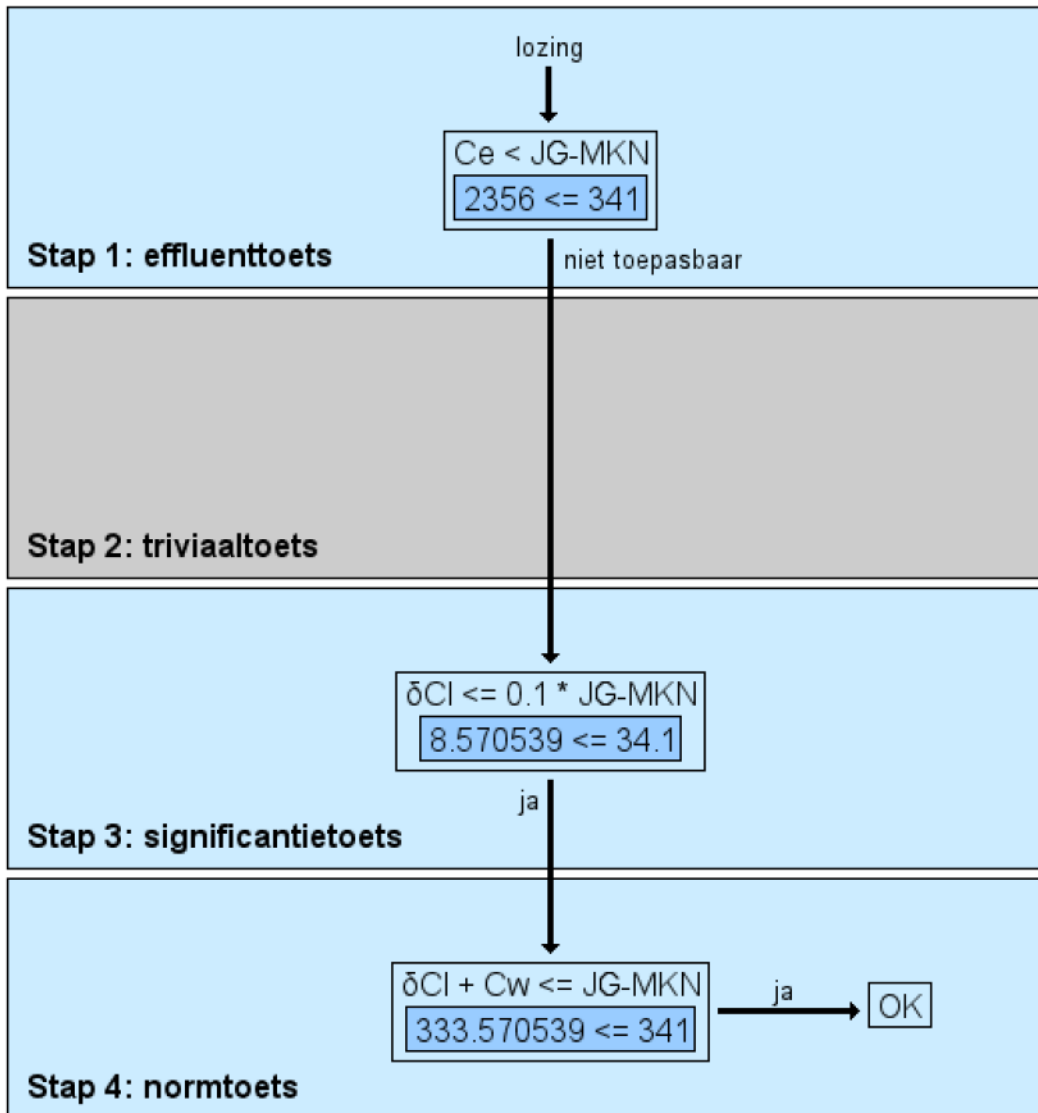 lozing
Ce < JG-MKN
2356 <= 341
Stap 1: effluenttoets
niet toepasbaar
Stap 2: triviaaltoets
δCl <= 0.1 * JG-MKN
8.570539 <= 34.1
ja
Stap 3: significantietoets
δCl + Cw <= JG-MKN
333.570539 <= 341
ja
OK
Stap 4: normtoets